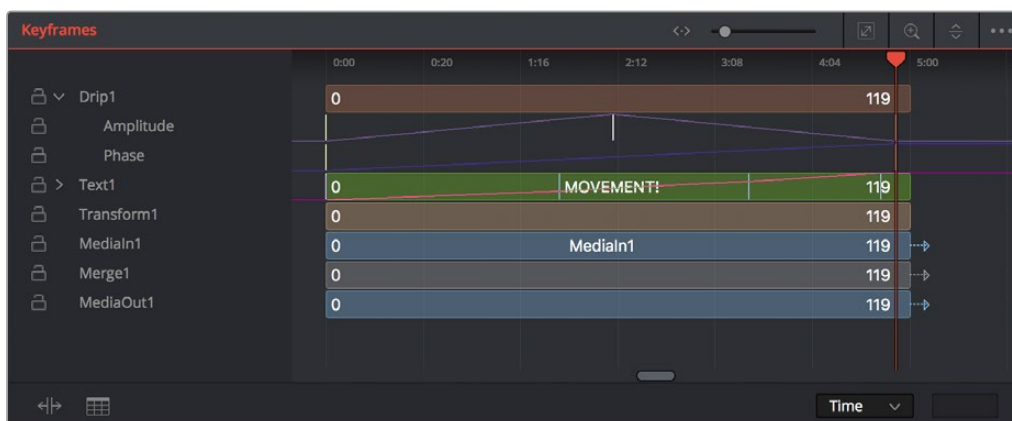 Keyframes
0:00 0:20 1:16 2:12 3:08 4:04 5:00
Drip1 0 119
Amplitude
Phase
Text1 0 MOVEMENT! 119
Transform1 0 119
MediaIn1 0 MediaIn1 119
Merge1 0 119
MediaOut1 0 119
Time